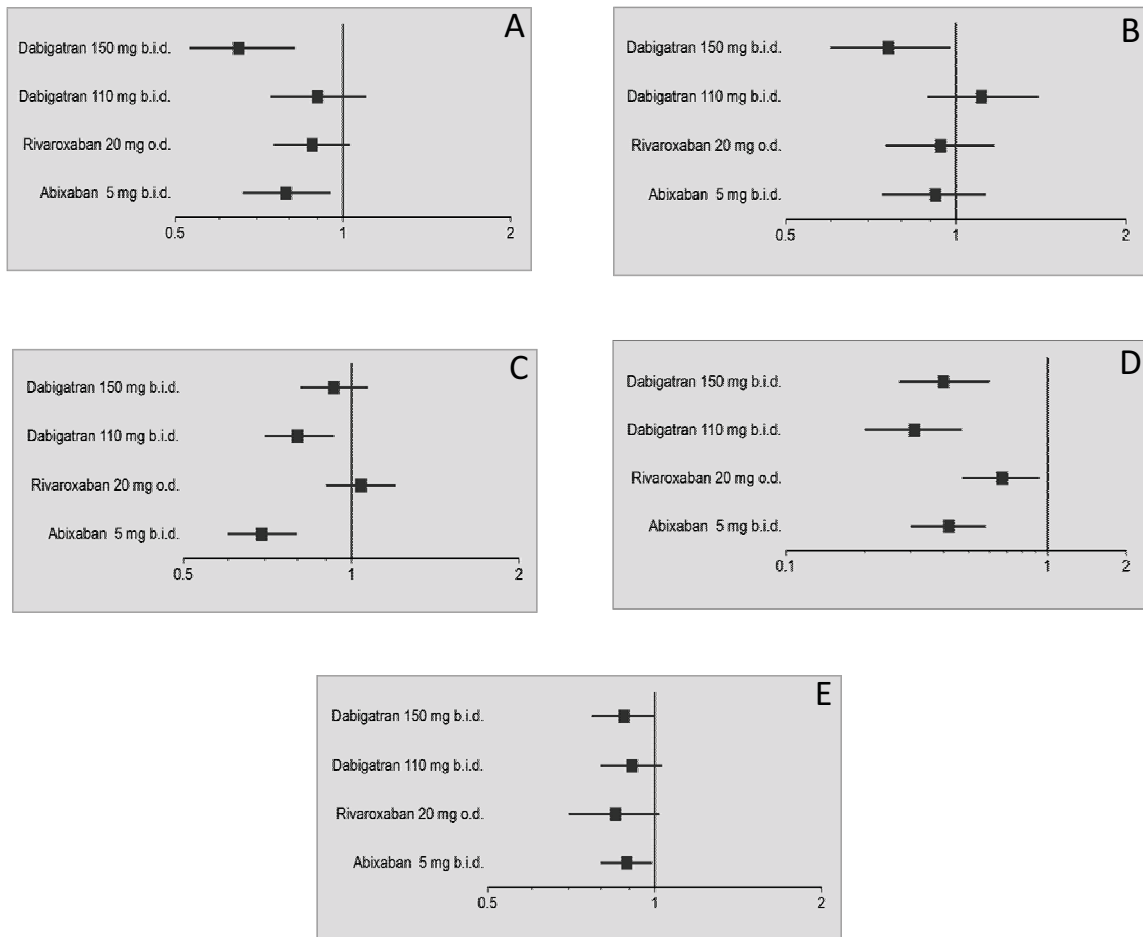 A
Dabigatran 150 mg b.i.d.
Dabigatran 110 mg b.i.d.
Rivaroxaban 20 mg o.d.
Abixaban 5 mg b.i.d.
0.5 1 2
B
Dabigatran 150 mg b.i.d.
Dabigatran 110 mg b.i.d.
Rivaroxaban 20 mg o.d.
Abixaban 5 mg b.i.d.
0.5 1 2
C
Dabigatran 150 mg b.i.d.
Dabigatran 110 mg b.i.d.
Rivaroxaban 20 mg o.d.
Abixaban 5 mg b.i.d.
0.5 1 2
D
Dabigatran 150 mg b.i.d.
Dabigatran 110 mg b.i.d.
Rivaroxaban 20 mg o.d.
Abixaban 5 mg b.i.d.
0.1 1 2
E
Dabigatran 150 mg b.i.d.
Dabigatran 110 mg b.i.d.
Rivaroxaban 20 mg o.d.
Abixaban 5 mg b.i.d.
0.5 1 2